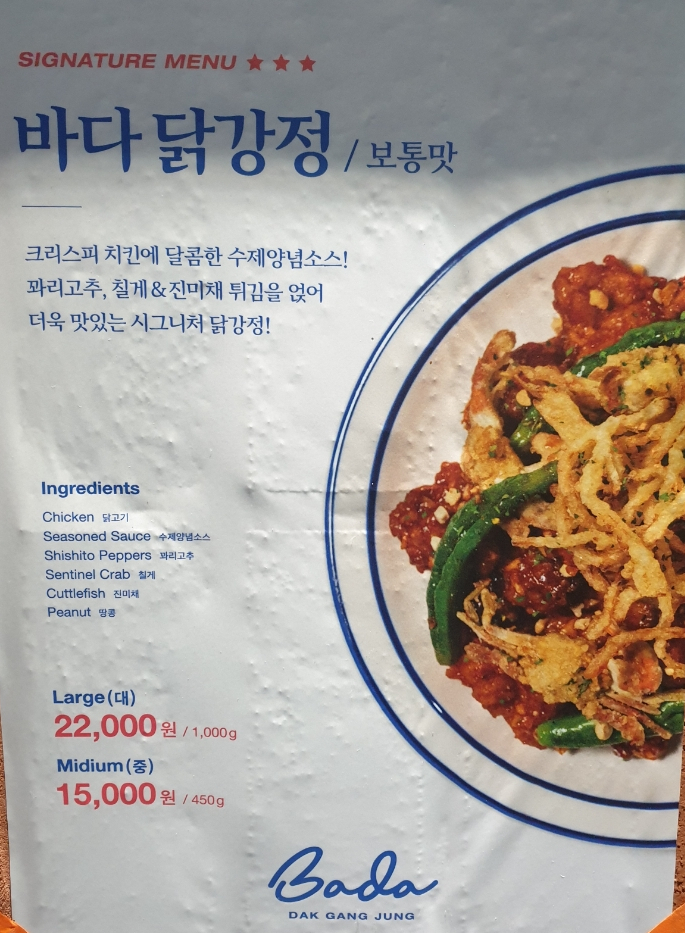 SIGNATURE MENU ★ ★ ★
바다 닭강정 / 보통맛
크리스피 치킨에 달콤한 수제양념소스!
꽈리고추, 칠게&진미채 튀김을 얹어
더욱 맛있는 시그니처 닭강정!
Ingredients
Chicken 닭고기
Seasoned Sauce 수제양념소스
Shishito Peppers 꽈리고추
Sentinel Crab 칠게
Cuttlefish 진미채
Peanut 땅콩
Large(대)
22,000원 / 1,000g
Midium(중)
15,000원 / 450g
Bada
DAK GANG JUNG